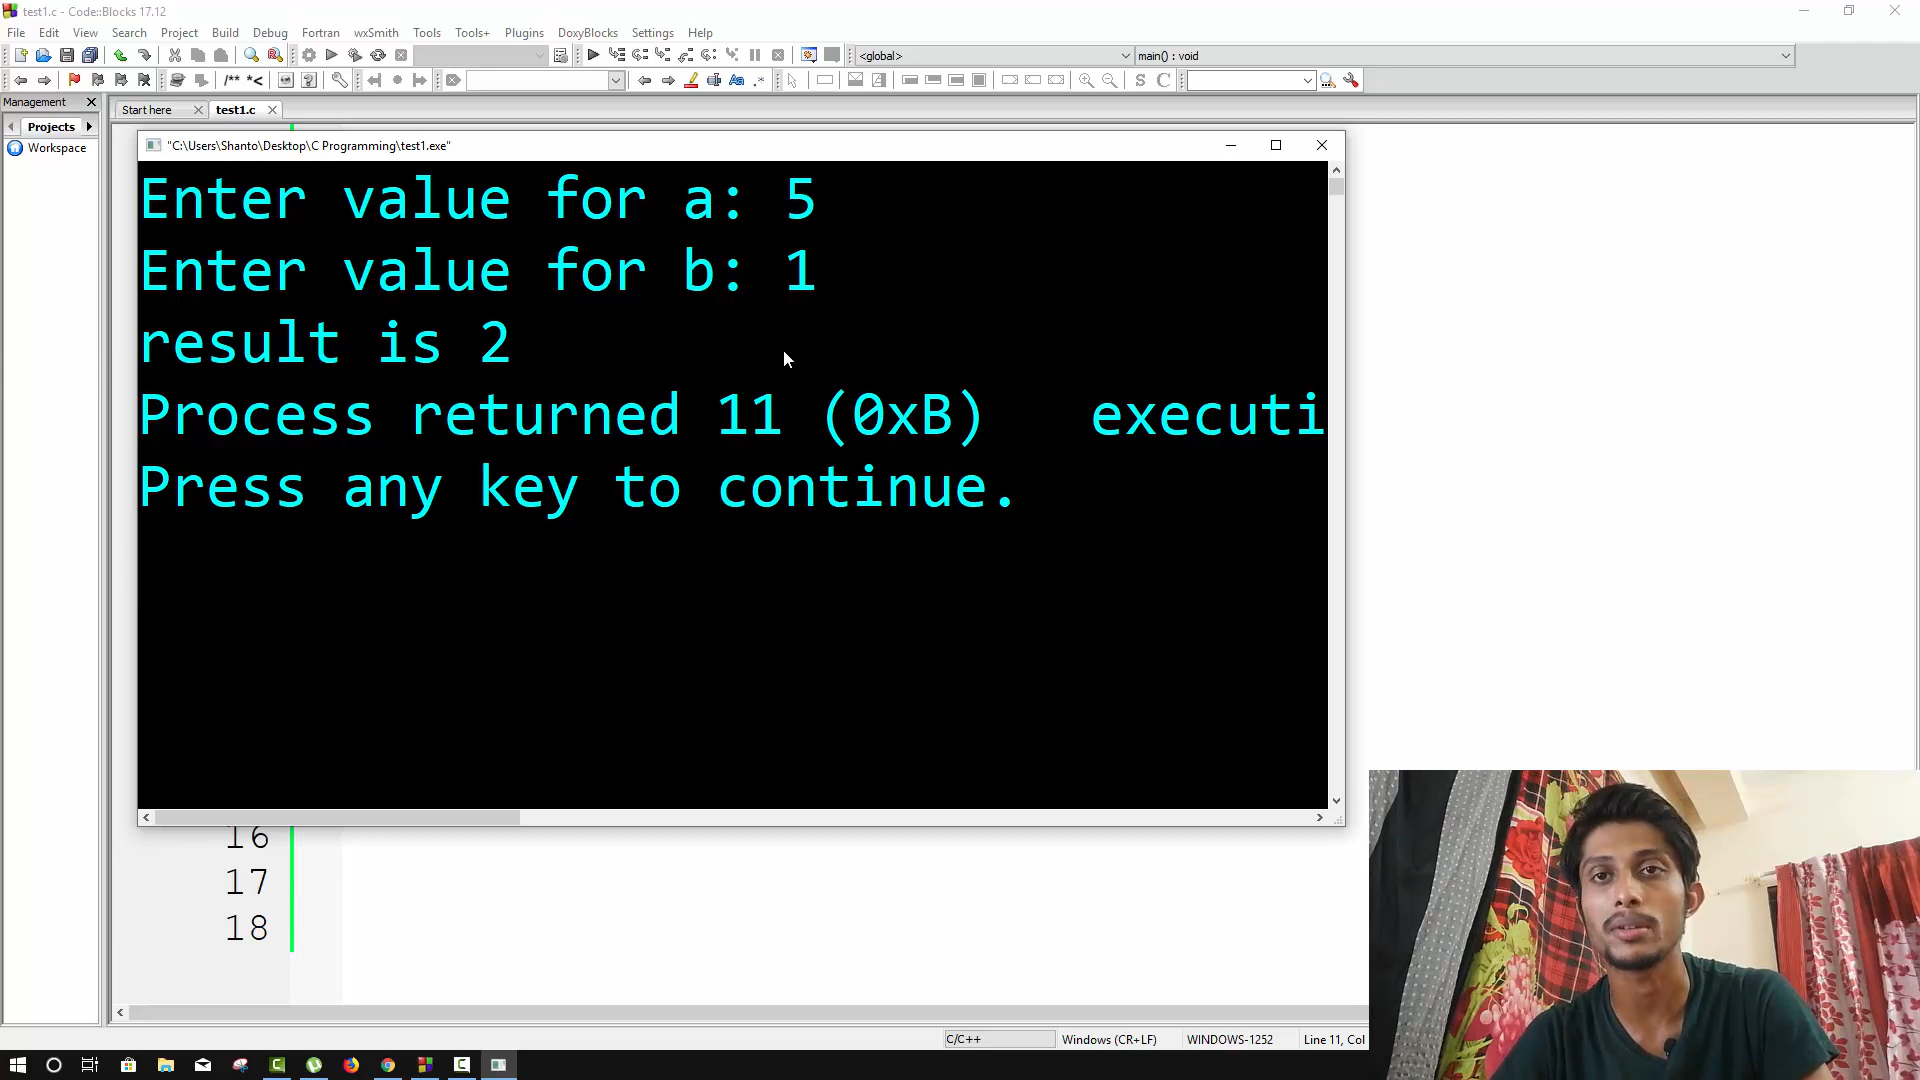 test1.c - Code::Blocks 17.12
File Edit View Search Project Build Debug Fortran wxSmith Tools Tools+ Plugins DoxyBlocks Settings Help
<global> main() : void
/** *<
Aa .* S C
Management
Start here test1.c
Projects
Workspace
"C:\Users\Shanto\Desktop\C Programming\test1.exe"
Enter value for a: 5
Enter value for b: 1
result is 2
Process returned 11 (0xB) executi
Press any key to continue.
16
17
18
C/C++ Windows (CR+LF) WINDOWS-1252 Line 11, Col